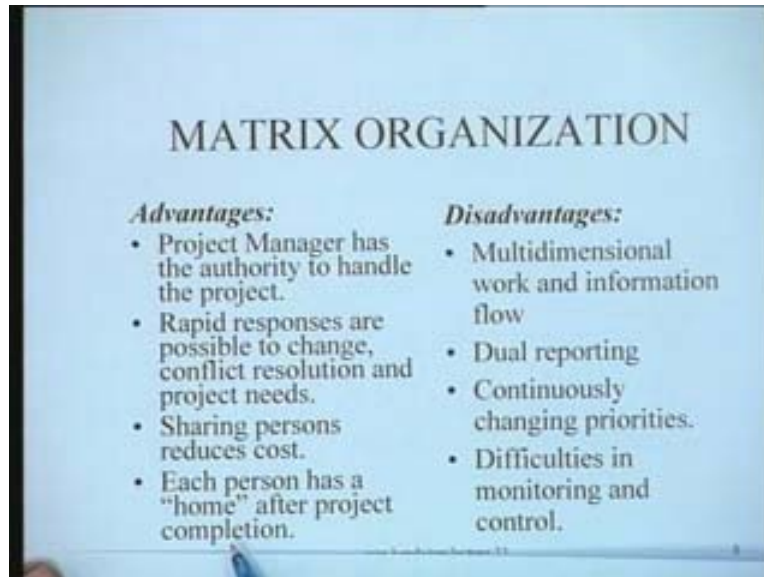 MATRIX ORGANIZATION
Advantages:
• Project Manager has
the authority to handle
the project.
• Rapid responses are
possible to change,
conflict resolution and
project needs.
• Sharing persons
reduces cost.
• Each person has a
“home” after project
completion.
Disadvantages:
• Multidimensional
work and information
flow
• Dual reporting
• Continuously
changing priorities.
• Difficulties in
monitoring and
control.